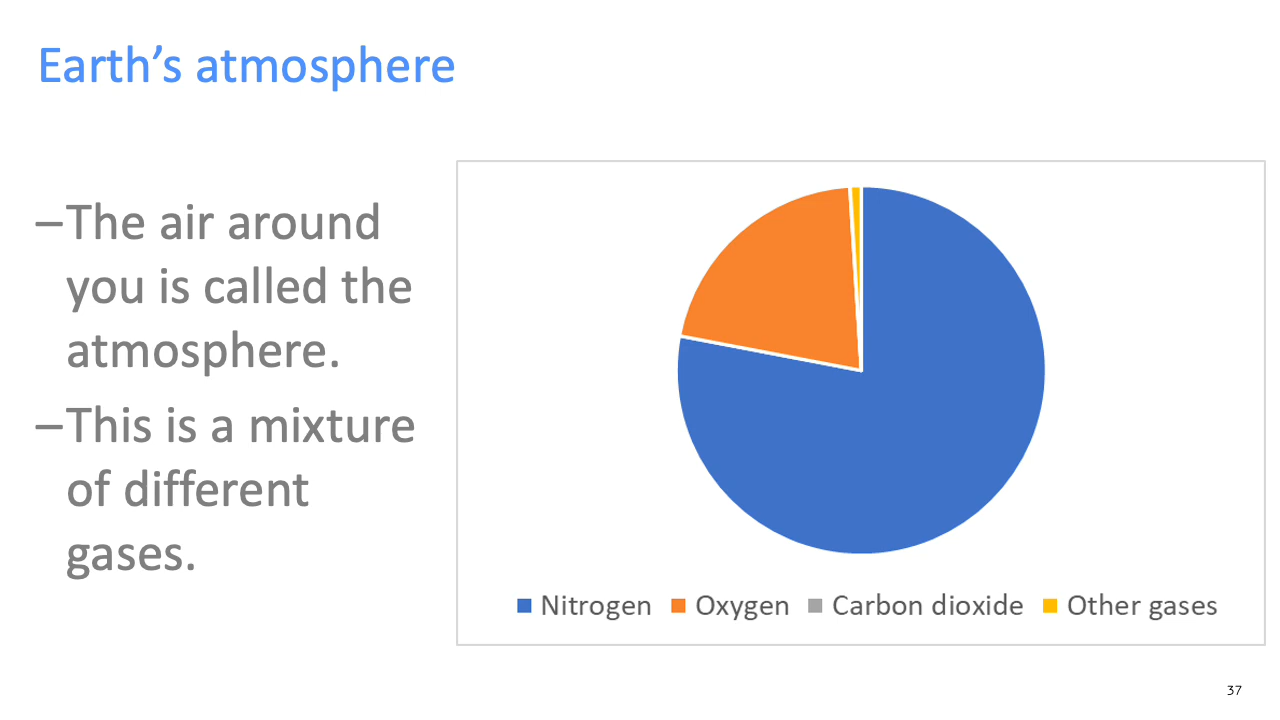 Earth’s atmosphere
–The air around
you is called the
atmosphere.
–This is a mixture
of different
gases.
Nitrogen Oxygen Carbon dioxide Other gases
37